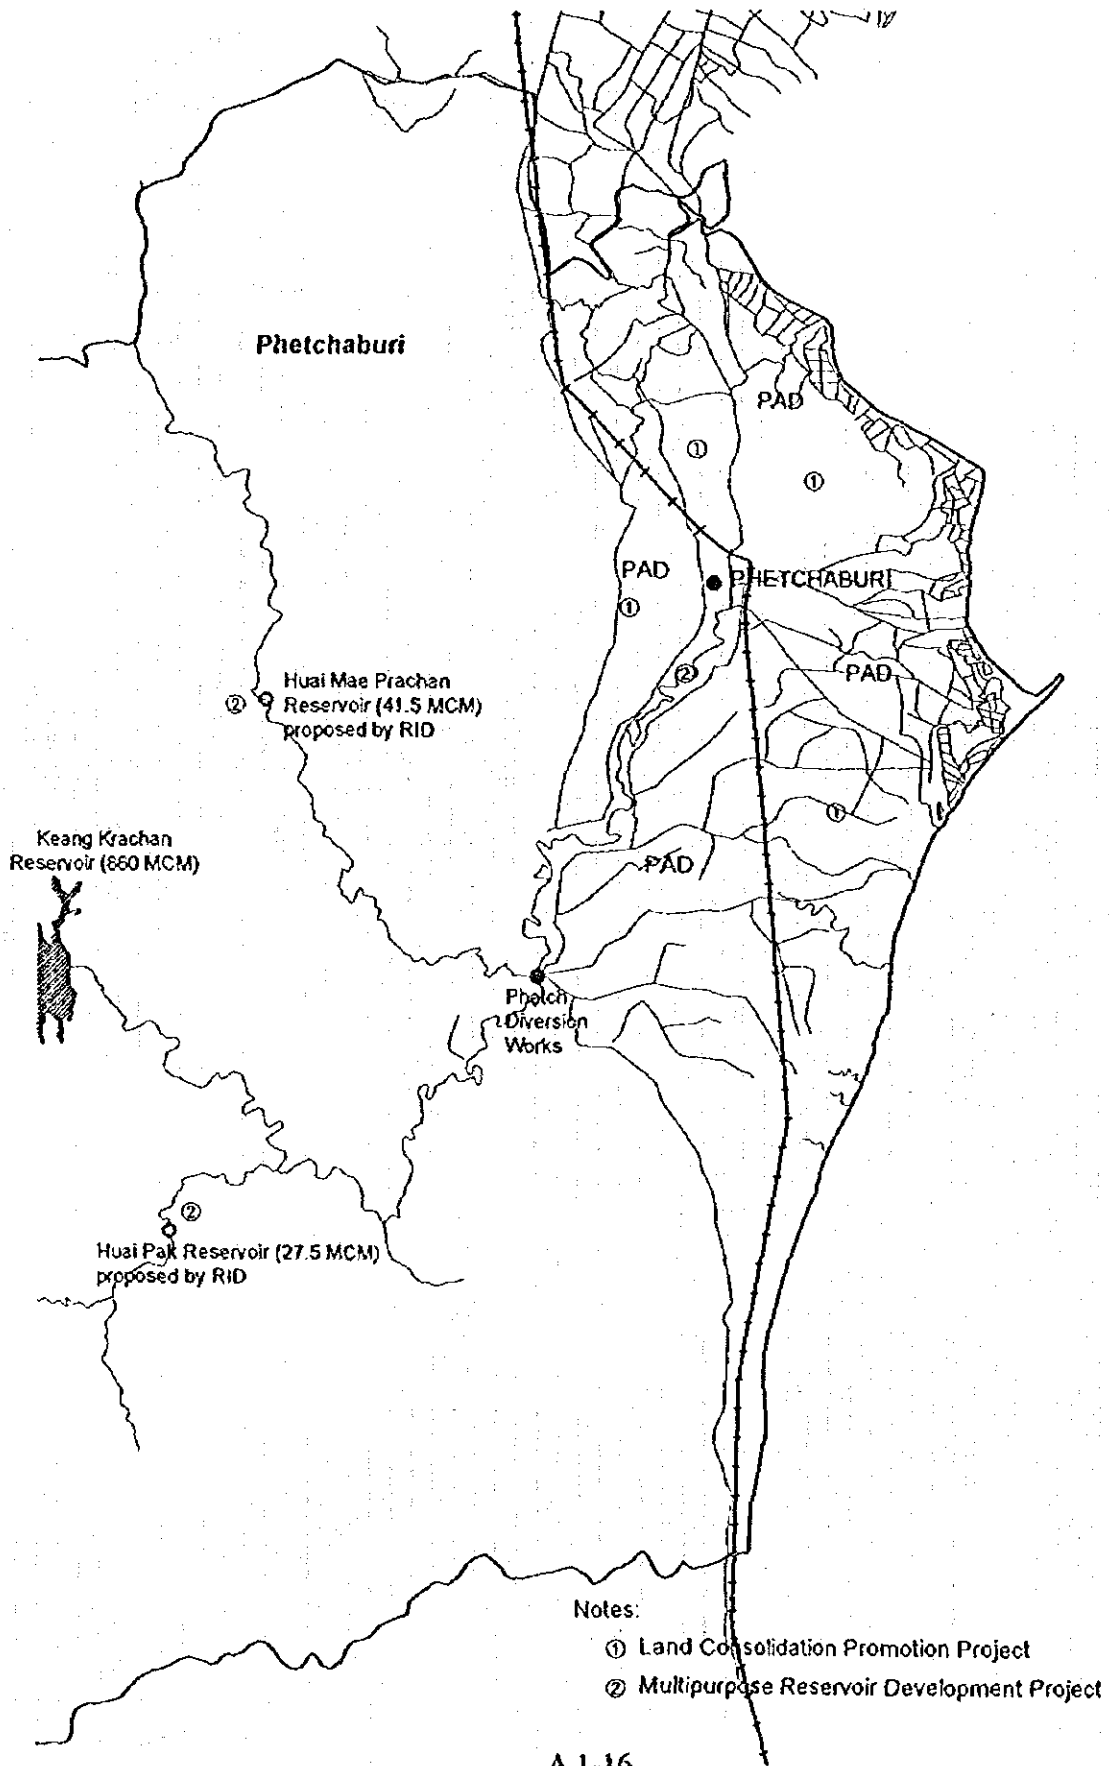 Phetchaburi
PAD
①
①
PAD
PHETCHABURI
①
PAD
②
Huai Mae Prachan
② Reservoir (41.5 MCM)
proposed by RID
①
Keang Krachan
Reservoir (660 MCM)
PAD
Phetch
Diversion
Works
②
Huai Pak Reservoir (27.5 MCM)
proposed by RID
Notes:
① Land Consolidation Promotion Project
② Multipurpose Reservoir Development Project
A.1-16